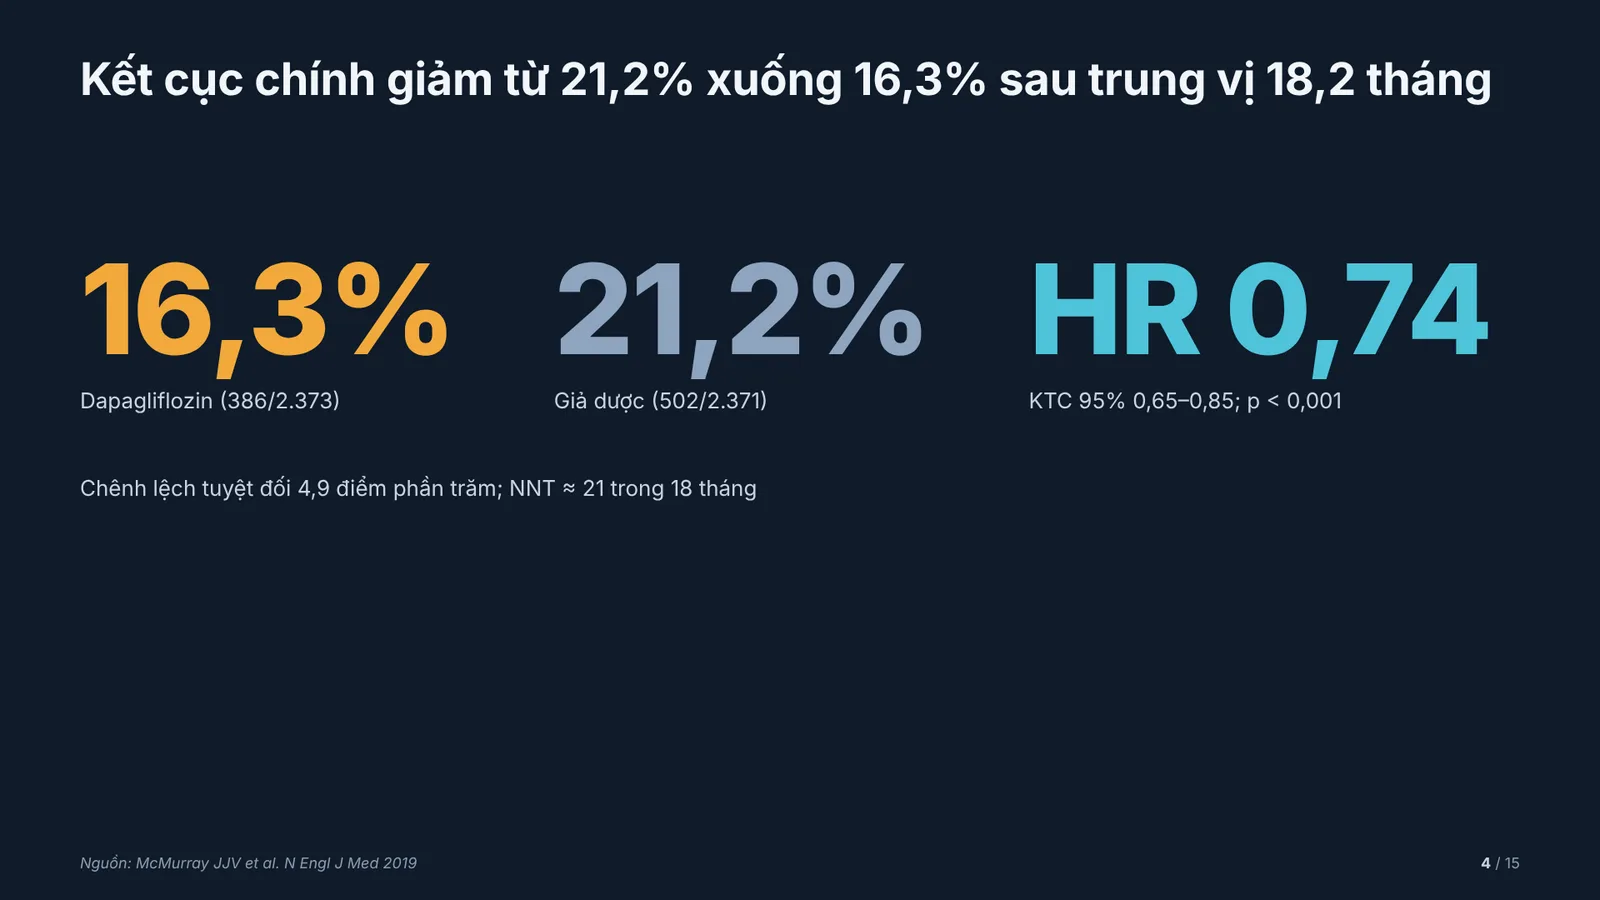 Kết cục chính giảm từ 21,2% xuống 16,3% sau trung vị 18,2 tháng
16,3%
Dapagliflozin (386/2.373)
21,2%
Giả dược (502/2.371)
HR 0,74
KTC 95% 0,65–0,85; p < 0,001
Chênh lệch tuyệt đối 4,9 điểm phần trăm; NNT ≈ 21 trong 18 tháng
Nguồn: McMurray JJV et al. N Engl J Med 2019
4 / 15